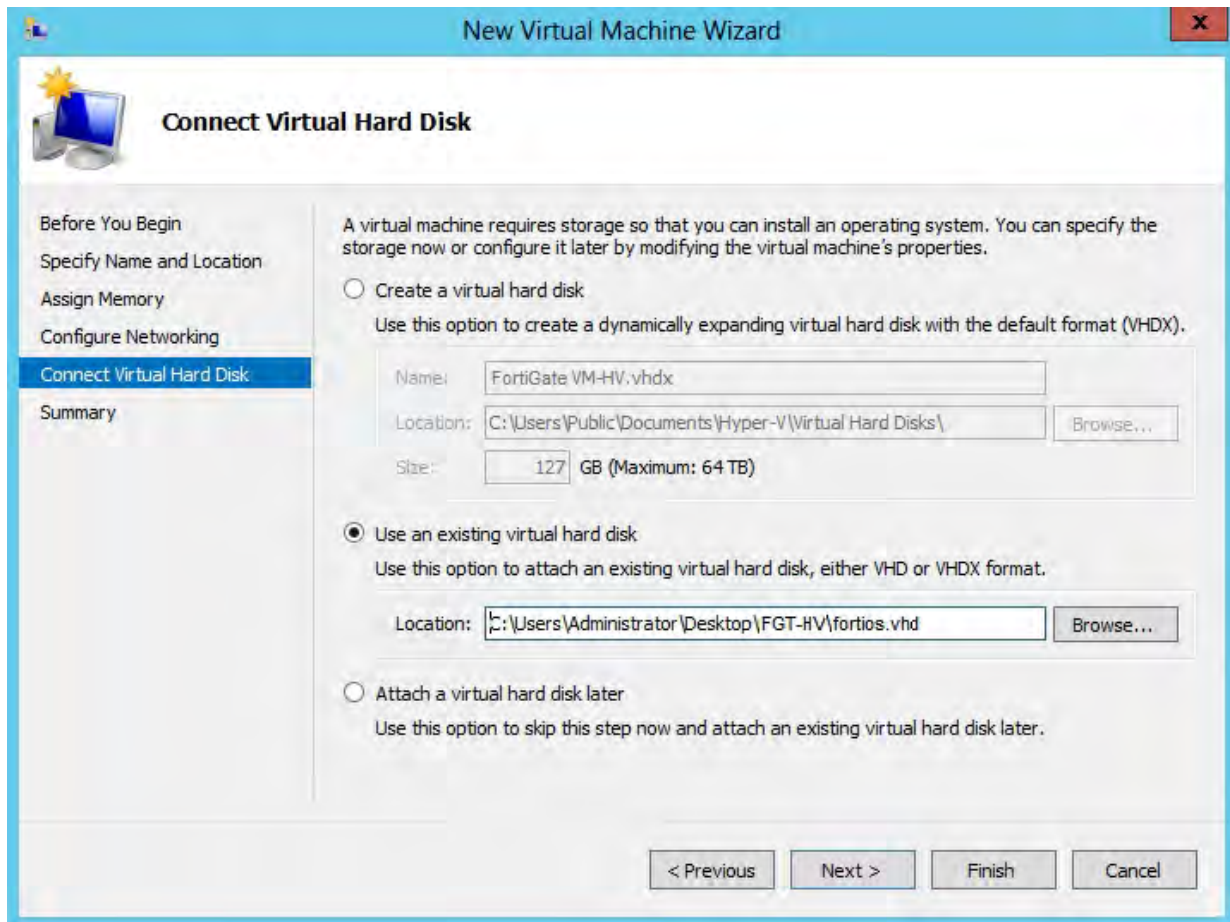 New Virtual Machine Wizard
x
Connect Virtual Hard Disk
Before You Begin
Specify Name and Location
Assign Memory
Configure Networking
Connect Virtual Hard Disk
Summary
A virtual machine requires storage so that you can install an operating system. You can specify the
storage now or configure it later by modifying the virtual machine's properties.
Create a virtual hard disk
Use this option to create a dynamically expanding virtual hard disk with the default format (VHDX).
Name: FortiGate VM-HV.vhdx
Location: C:\Users\Public\Documents\Hyper-V\Virtual Hard Disks\ Browse...
Size: 127 GB (Maximum: 64 TB)
Use an existing virtual hard disk
Use this option to attach an existing virtual hard disk, either VHD or VHDX format.
Location: C:\Users\Administrator\Desktop\FGT-HV\fortios.vhd Browse...
Attach a virtual hard disk later
Use this option to skip this step now and attach an existing virtual hard disk later.
< Previous Next > Finish Cancel